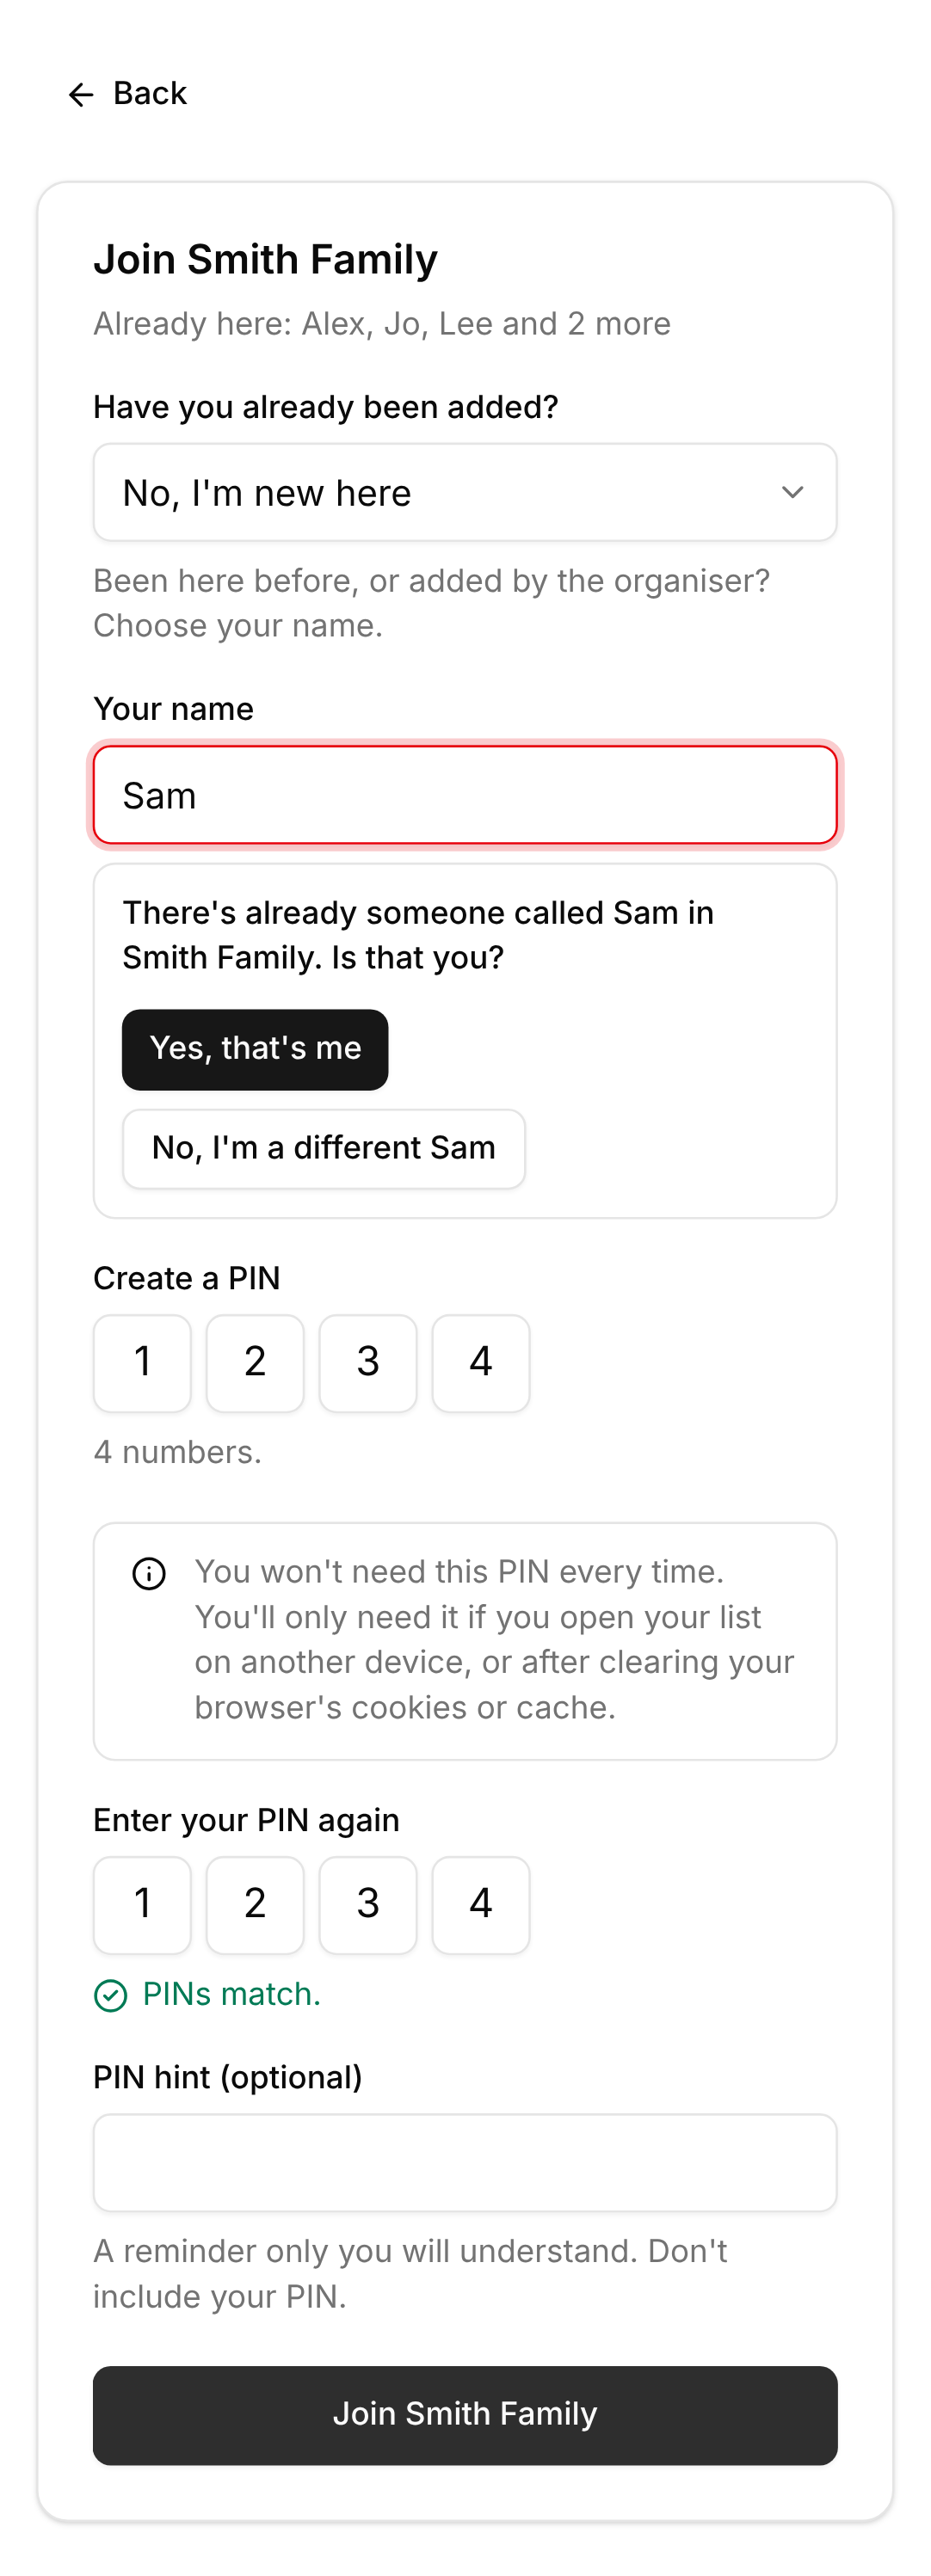 Back
Join Smith Family
Already here: Alex, Jo, Lee and 2 more
Have you already been added?
No, I'm new here
Been here before, or added by the organiser?
Choose your name.
Your name
Sam
There's already someone called Sam in
Smith Family. Is that you?
Yes, that's me
No, I'm a different Sam
Create a PIN
1 2 3 4
4 numbers.
You won't need this PIN every time.
You'll only need it if you open your list
on another device, or after clearing your
browser's cookies or cache.
Enter your PIN again
1 2 3 4
PINs match.
PIN hint (optional)
A reminder only you will understand. Don't
include your PIN.
Join Smith Family